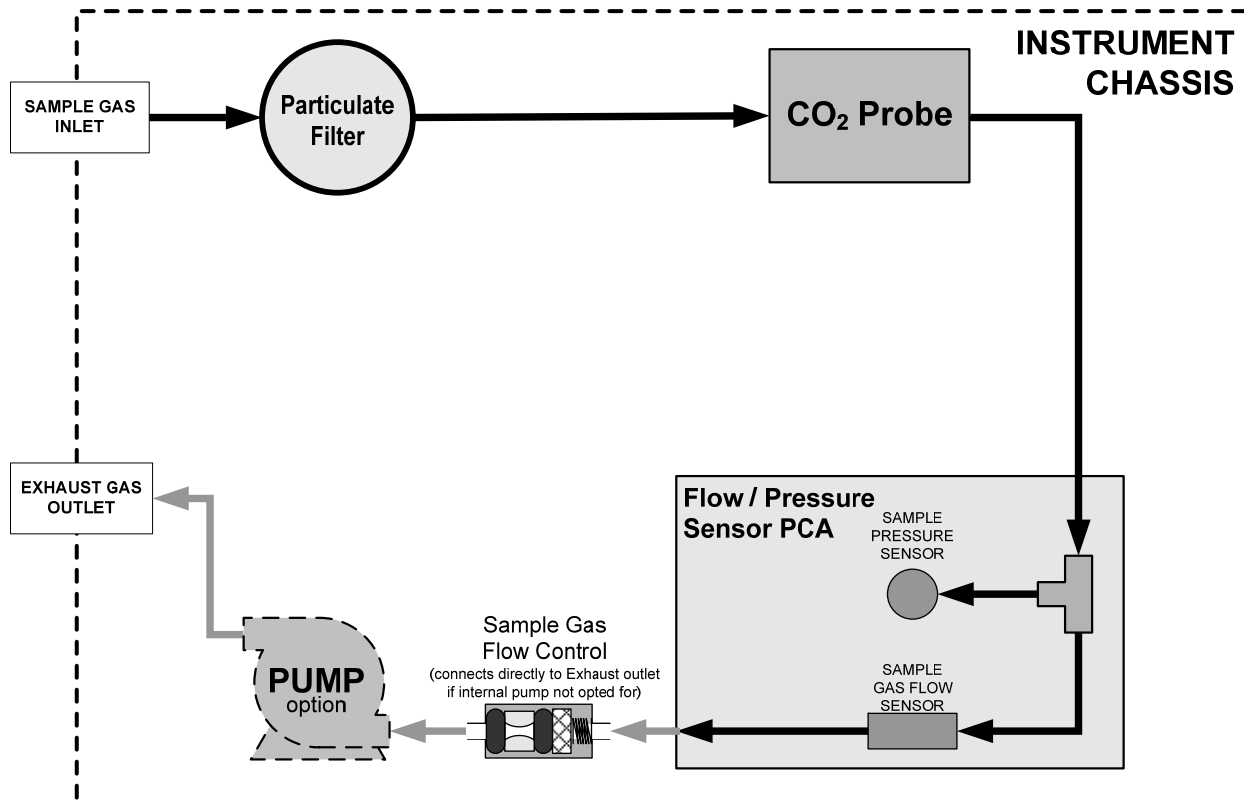 INSTRUMENT
CHASSIS
SAMPLE GAS
INLET
Particulate
Filter
CO₂ Probe
EXHAUST GAS
OUTLET
Flow / Pressure
Sensor PCA
SAMPLE
PRESSURE
SENSOR
Sample Gas
Flow Control
(connects directly to Exhaust outlet
if internal pump not opted for)
PUMP
option
SAMPLE
GAS FLOW
SENSOR